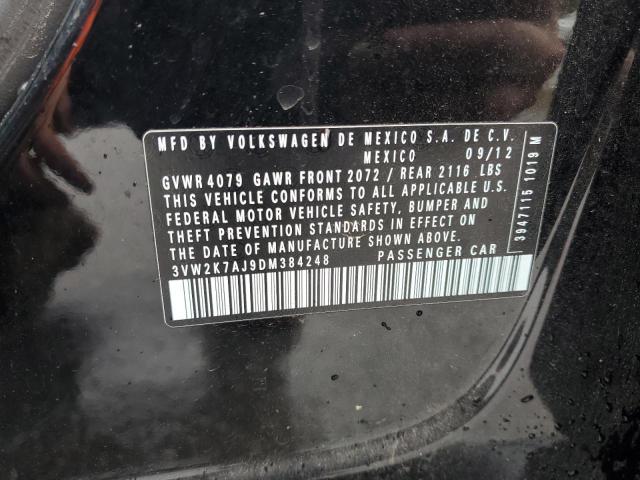 MFD BY VOLKSWAGEN DE MEXICO S.A. DE C.V.
MEXICO 09/12
GVWR 4079 GAWR FRONT 2072 / REAR 2116 LBS
THIS VEHICLE CONFORMS TO ALL APPLICABLE U.S.
FEDERAL MOTOR VEHICLE SAFETY, BUMPER AND
THEFT PREVENTION STANDARDS IN EFFECT ON
THE DATE OF MANUFACTURE SHOWN ABOVE.
3VW2K7AJ9DM384248 PASSENGER CAR
3947115 1019 M